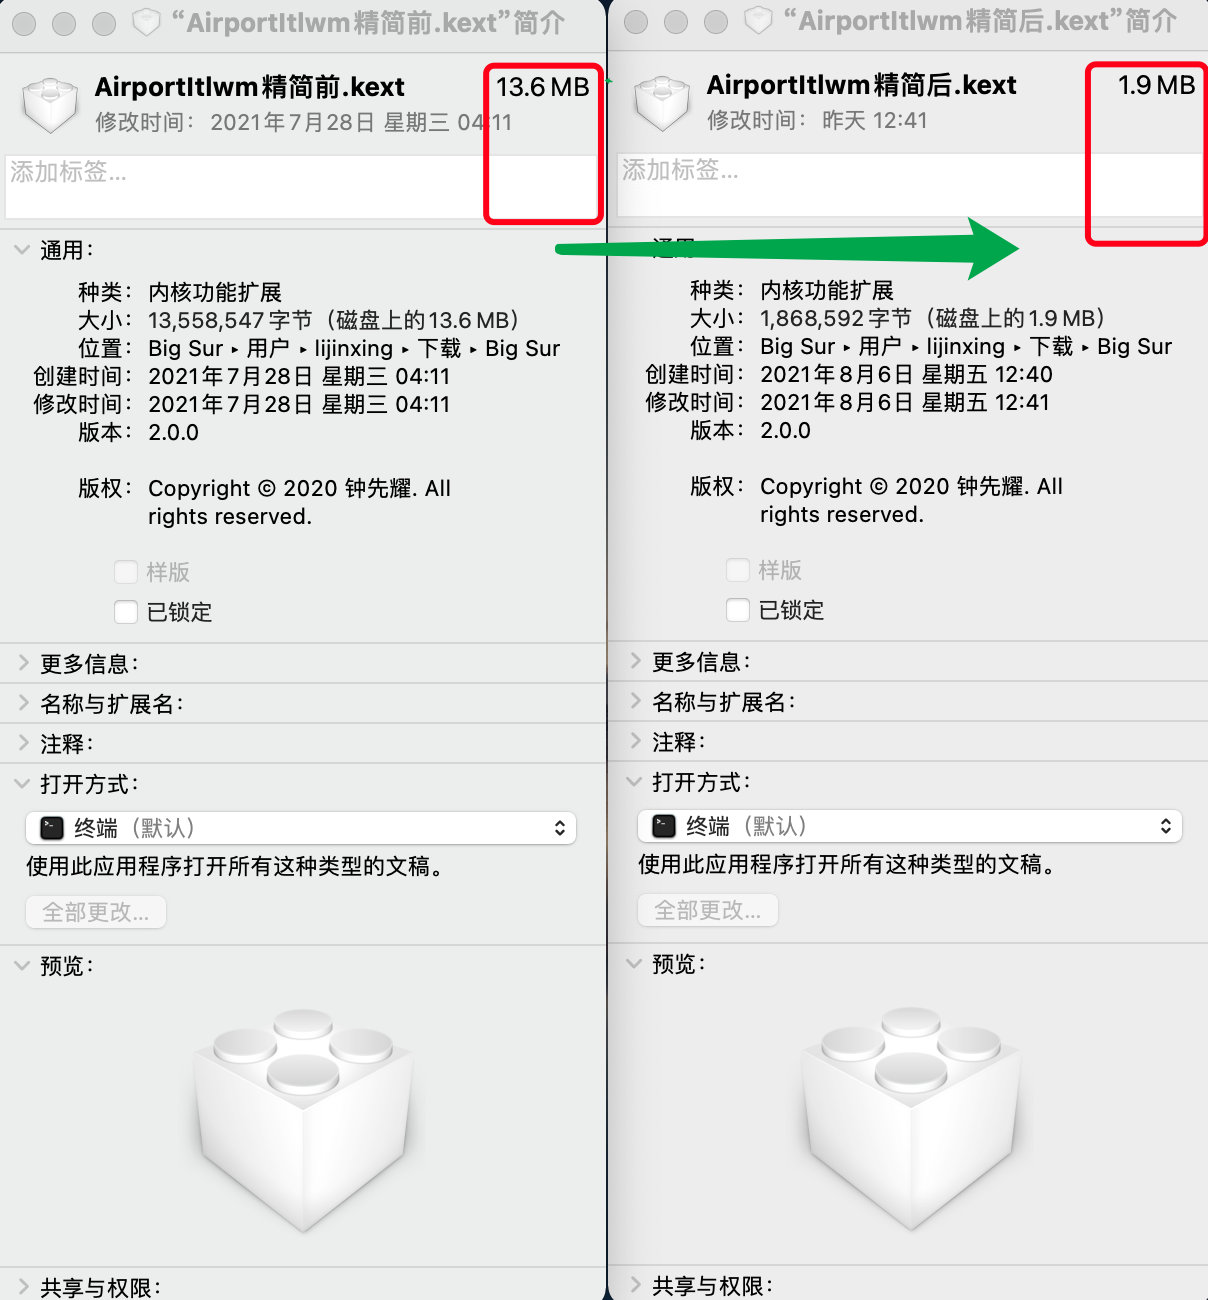 “AirportItlwm精简前.kext”简介
AirportItlwm精简前.kext
13.6 MB
修改时间： 2021年7月28日 星期三 04:11
添加标签...
通用：
种类： 内核功能扩展
大小： 13,558,547 字节（磁盘上的13.6 MB）
位置： Big Sur ▸ 用户 ▸ lijinxing ▸ 下载 ▸ Big Sur
创建时间： 2021年7月28日 星期三 04:11
修改时间： 2021年7月28日 星期三 04:11
版本： 2.0.0
版权： Copyright © 2020 钟先耀. All
rights reserved.
样版
已锁定
更多信息：
名称与扩展名：
注释：
打开方式：
终端（默认）
使用此应用程序打开所有这种类型的文稿。
全部更改...
预览：
共享与权限：
“AirportItlwm精简后.kext”简介
AirportItlwm精简后.kext
1.9 MB
修改时间： 昨天 12:41
添加标签...
通用
种类： 内核功能扩展
大小： 1,868,592 字节（磁盘上的1.9 MB）
位置： Big Sur ▸ 用户 ▸ lijinxing ▸ 下载 ▸ Big Sur
创建时间： 2021年8月6日 星期五 12:40
修改时间： 2021年8月6日 星期五 12:41
版本： 2.0.0
版权： Copyright © 2020 钟先耀. All
rights reserved.
样版
已锁定
更多信息：
名称与扩展名：
注释：
打开方式：
终端（默认）
使用此应用程序打开所有这种类型的文稿。
全部更改...
预览：
共享与权限：